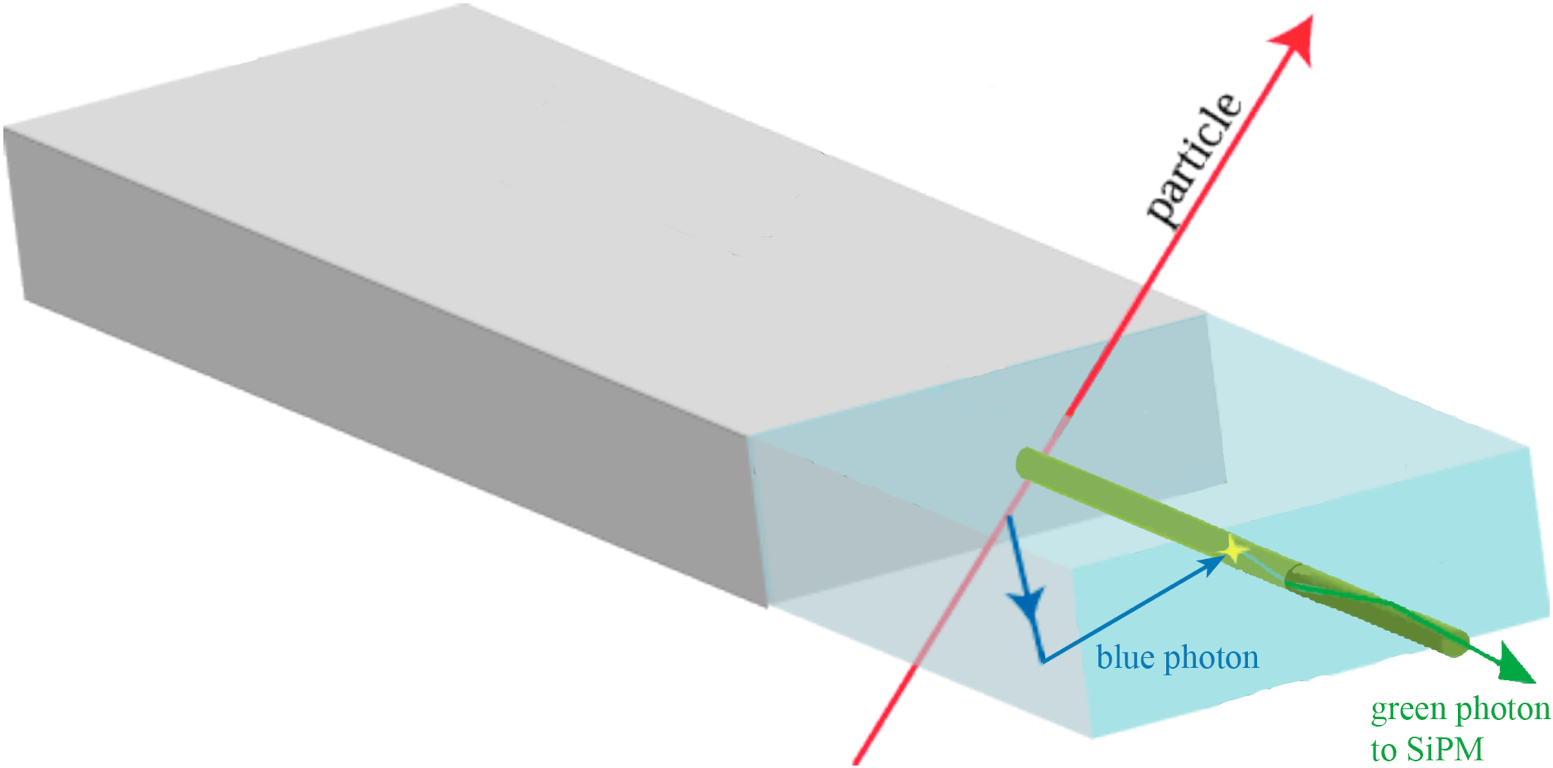 particle
blue photon
green photon
to SiPM